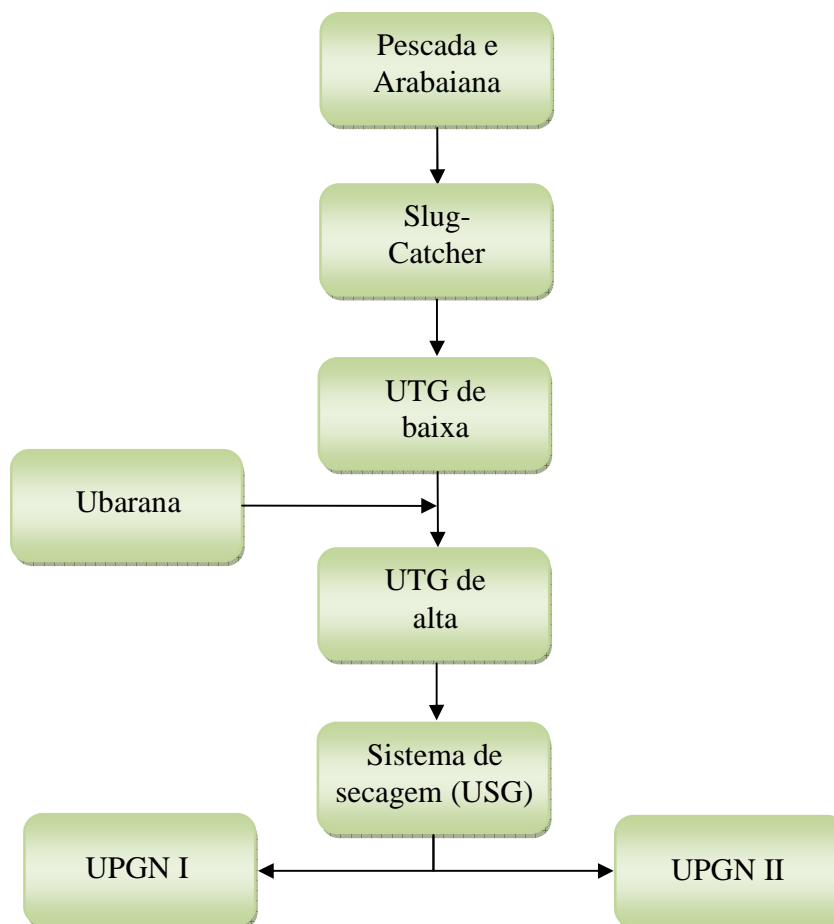 Pescada e
Arabaiana
Slug-
Catcher
UTG de
baixa
Ubarana
UTG de
alta
Sistema de
secagem (USG)
UPGN I
UPGN II